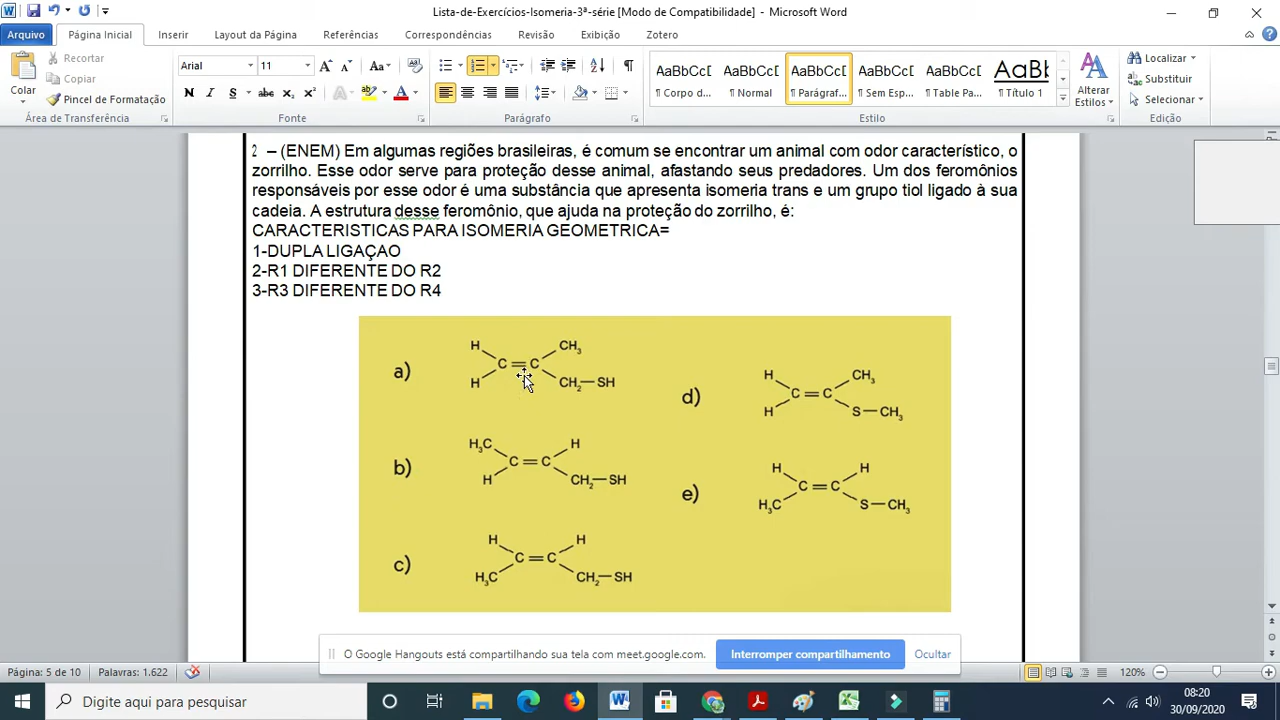 Lista-de-Exercícios-Isomeria-3ª-série [Modo de Compatibilidade] - Microsoft Word
Arquivo
Página Inicial
Inserir
Layout da Página
Referências
Correspondências
Revisão
Exibição
Zotero
Colar
Recortar
Copiar
Pincel de Formatação
Área de Transferência
Arial
11
Fonte
Parágrafo
AaBbCcD
¶ Corpo d...
AaBbCcD
¶ Normal
AaBbCcD
¶ Parágraf...
AaBbCcD
¶ Sem Esp...
AaBbCcD
¶ Table Pa...
AaBb
¶ Título 1
Alterar
Estilos
Estilo
Localizar
Substituir
Selecionar
Edição
2 – (ENEM) Em algumas regiões brasileiras, é comum se encontrar um animal com odor característico, o
zorrilho. Esse odor serve para proteção desse animal, afastando seus predadores. Um dos feromônios
responsáveis por esse odor é uma substância que apresenta isomeria trans e um grupo tiol ligado à sua
cadeia. A estrutura desse feromônio, que ajuda na proteção do zorrilho, é:
CARACTERISTICAS PARA ISOMERIA GEOMETRICA=
1-DUPLA LIGAÇAO
2-R1 DIFERENTE DO R2
3-R3 DIFERENTE DO R4
a)
H CH₃
C=C
H CH₂—SH
b)
H₃C H
C=C
H CH₂—SH
c)
H H
C=C
H₃C CH₂—SH
d)
H CH₃
C=C
H S—CH₃
e)
H H
C=C
H₃C S—CH₃
O Google Hangouts está compartilhando sua tela com meet.google.com.
Interromper compartilhamento
Ocultar
Página: 5 de 10
Palavras: 1.622
120%
Digite aqui para pesquisar
08:20
30/09/2020